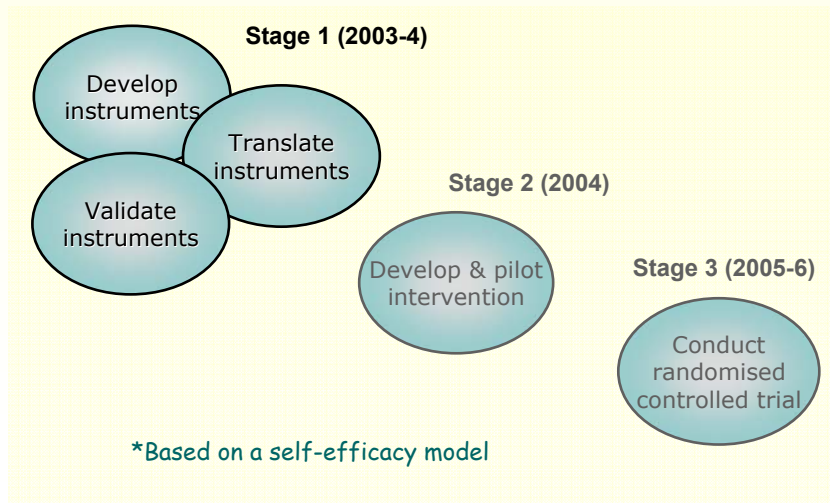 Stage 1 (2003-4)
Develop
instruments
Translate
instruments
Validate
instruments
Stage 2 (2004)
Develop & pilot
intervention
Stage 3 (2005-6)
Conduct
randomised
controlled trial
*Based on a self-efficacy model